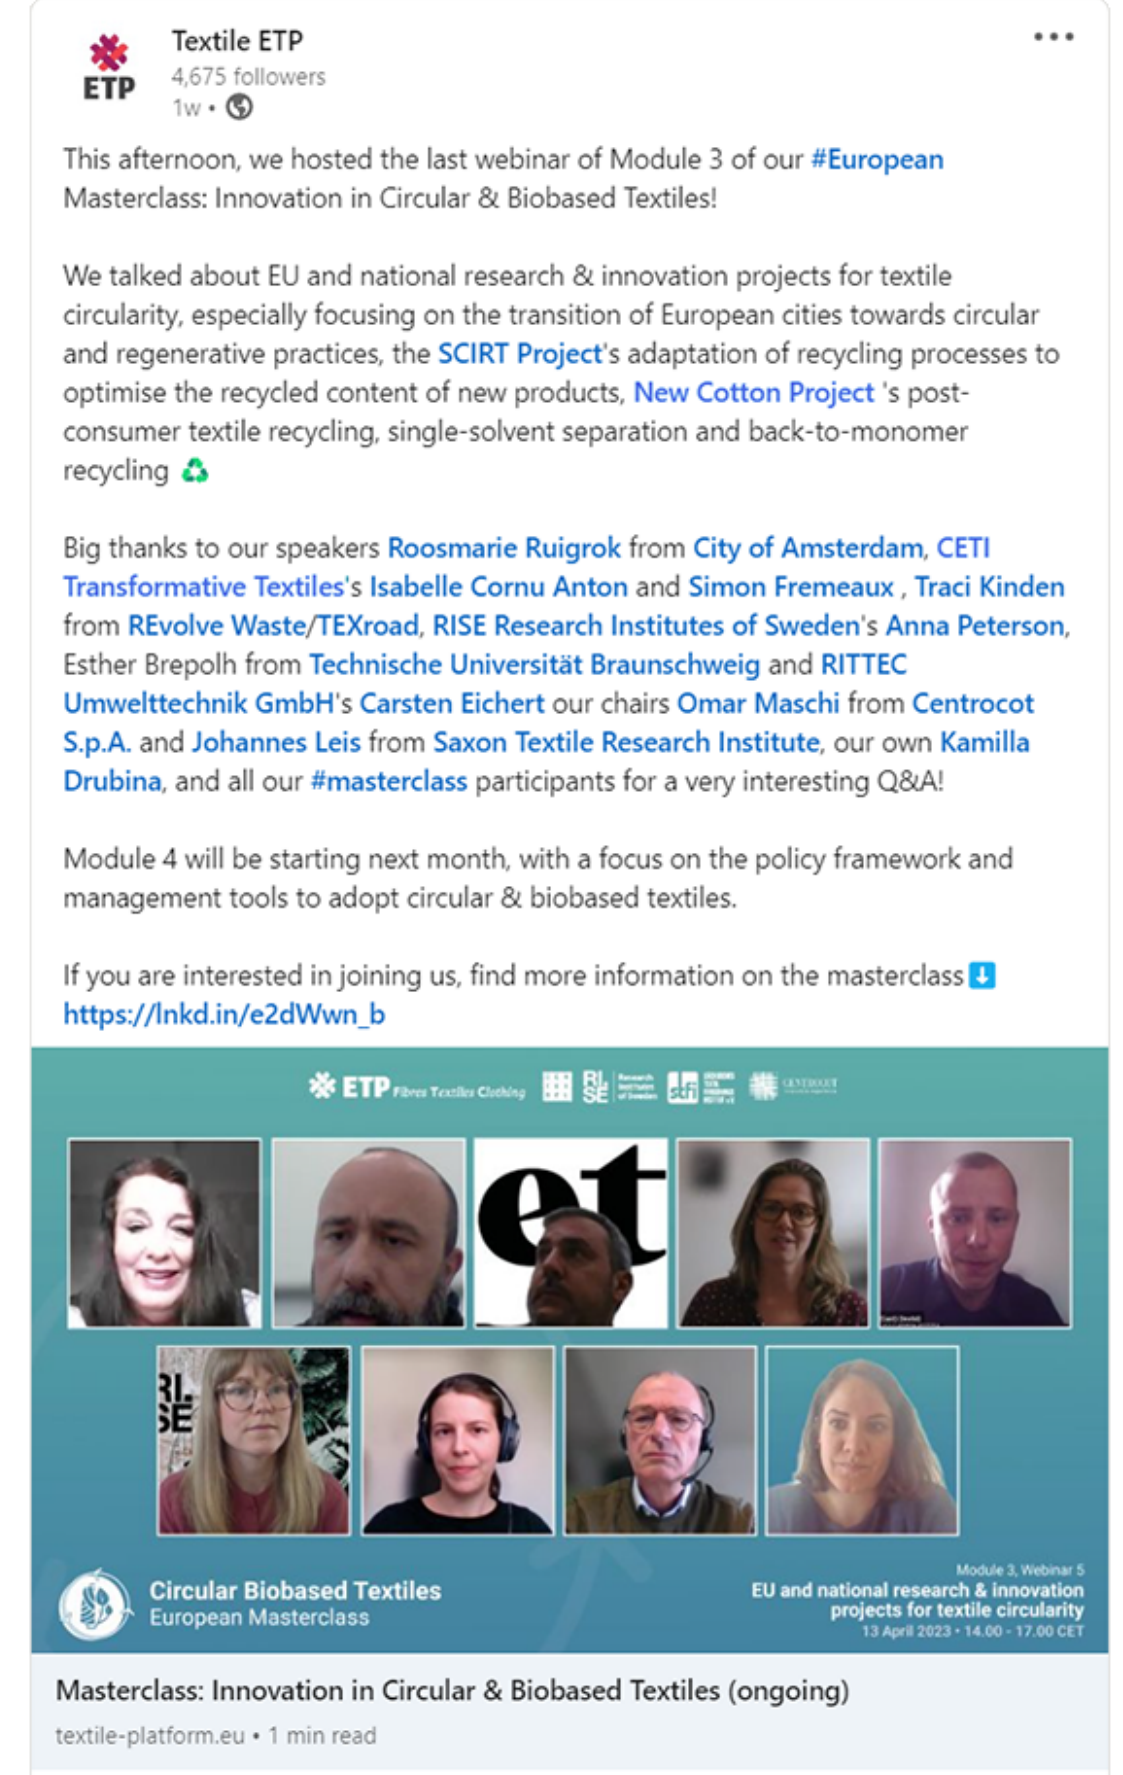 Textile ETP
ETP
4,675 followers
1w •
This afternoon, we hosted the last webinar of Module 3 of our #European
Masterclass: Innovation in Circular & Biobased Textiles!
We talked about EU and national research & innovation projects for textile
circularity, especially focusing on the transition of European cities towards circular
and regenerative practices, the SCIRT Project's adaptation of recycling processes to
optimise the recycled content of new products, New Cotton Project 's post-
consumer textile recycling, single-solvent separation and back-to-monomer
recycling
Big thanks to our speakers Roosmarie Ruigrok from City of Amsterdam, CETI
Transformative Textiles's Isabelle Cornu Anton and Simon Fremeaux , Traci Kinden
from REvolve Waste/TEXroad, RISE Research Institutes of Sweden's Anna Peterson,
Esther Brepolh from Technische Universität Braunschweig and RITTEC
Umwelttechnik GmbH's Carsten Eichert our chairs Omar Maschi from Centrocot
S.p.A. and Johannes Leis from Saxon Textile Research Institute, our own Kamilla
Drubina, and all our #masterclass participants for a very interesting Q&A!
Module 4 will be starting next month, with a focus on the policy framework and
management tools to adopt circular & biobased textiles.
If you are interested in joining us, find more information on the masterclass
https://lnkd.in/e2dWwn_b
ETP Fibres Textiles Clothing RI. SE Research Institutes of Sweden stfi CENTROCOT
et
RI.
SE
Circular Biobased Textiles
European Masterclass
Module 3, Webinar 5
EU and national research & innovation
projects for textile circularity
13 April 2023 • 14.00 - 17.00 CET
Masterclass: Innovation in Circular & Biobased Textiles (ongoing)
textile-platform.eu • 1 min read